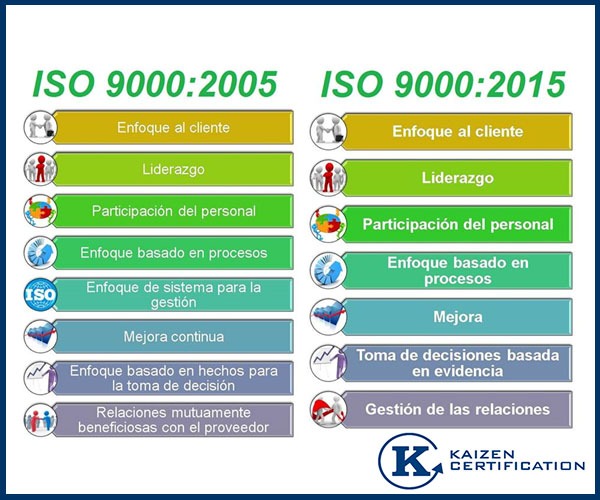 ISO 9000:2005
Enfoque al cliente
Liderazgo
Participación del personal
Enfoque basado en procesos
ISO
Enfoque de sistema para la
gestión
Mejora continua
Enfoque basado en hechos para
la toma de decisión
Relaciones mutuamente
beneficiosas con el proveedor
ISO 9000:2015
Enfoque al cliente
Liderazgo
Participación del personal
Enfoque basado en
procesos
Mejora
Toma de decisiones basada
en evidencia
Gestión de las relaciones
K
KAIZEN
CERTIFICATION